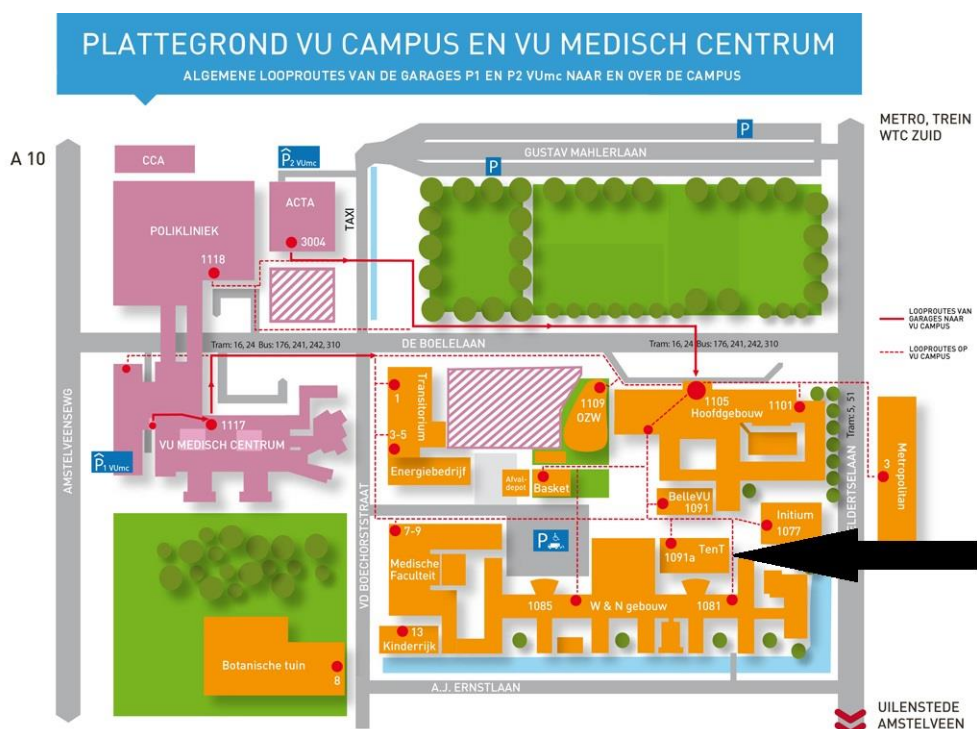 PLATTEGROND VU CAMPUS EN VU MEDISCH CENTRUM
ALGEMENE LOOPROUTES VAN DE GARAGES P1 EN P2 VUmc NAAR EN OVER DE CAMPUS
METRO, TREIN
WTC ZUID
A 10
P
P
GUSTAV MAHLERLAAN
CCA
P2 VUmc
ACTA
TAXI
POLIKLINIEK
3004
1118
LOOPROUTES VAN
GARAGES NAAR
VU CAMPUS
LOOPROUTES OP
VU CAMPUS
Tram: 16, 24 Bus: 176, 241, 242, 310
DE BOELELAAN
Tram: 16, 24 Bus: 176, 241, 242, 310
AMSTELVEENSEWG
Transitorium
1
3-5
Energiebedrijf
1109
OZW
1105
Hoofdgebouw
1101
Tram: 5, 51
1117
VU MEDISCH CENTRUM
P1 VUmc
Metropolitan
3
Afval-
depot
Basket
BelleVU
1091
Initium
1077
ELDERTSELAAN
VD BOECHORSTSTRAAT
7-9
Medische
Faculteit
P
TenT
1091a
1085
W & N gebouw
1081
13
Kinderrijk
Botanische tuin
8
A.J. ERNSTLAAN
UILENSTEDE
AMSTELVEEN